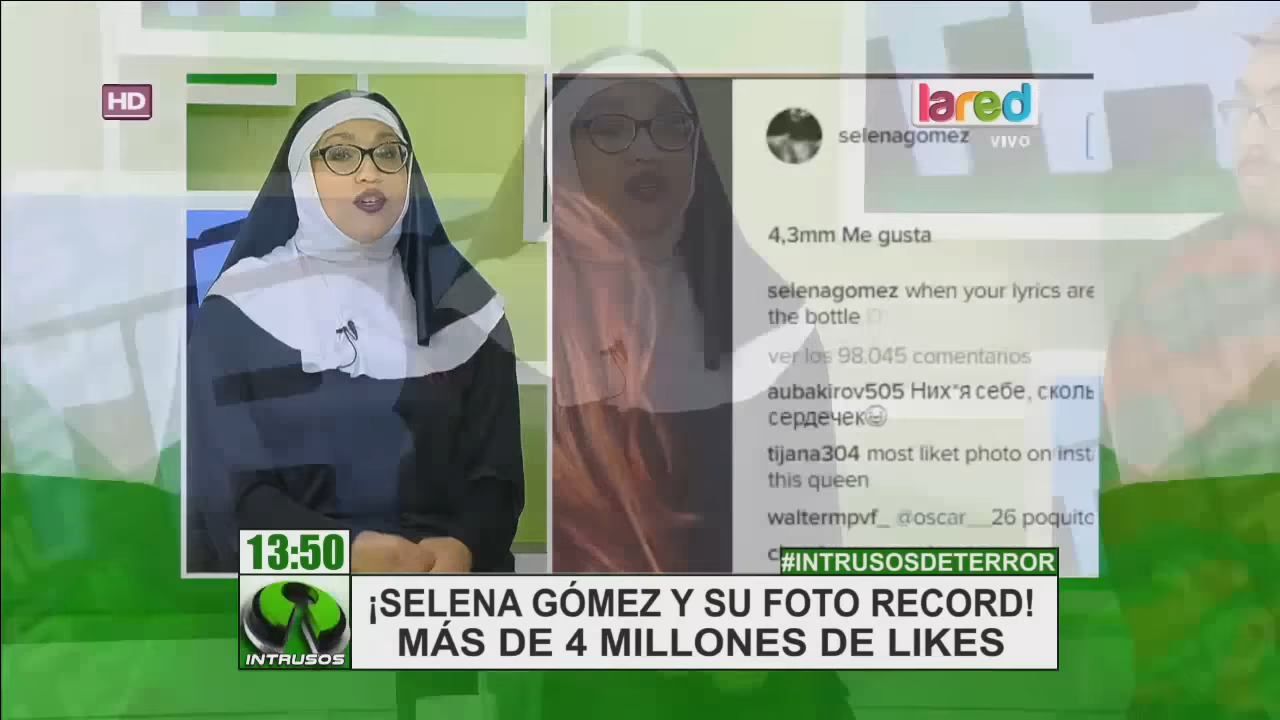 HD
lared
VIVO
selenagomez
4,3mm Me gusta
selenagomez when your lyrics are
the bottle
ver los 98.045 comentarios
aubakirov505 Них*я себе, сколь
сердечек😃
tijana304 most liket photo on inst
this queen
waltermpvf_ @oscar__26 poquito
13:50
#INTRUSOSDETERROR
INTRUSOS
¡SELENA GÓMEZ Y SU FOTO RECORD!
MÁS DE 4 MILLONES DE LIKES